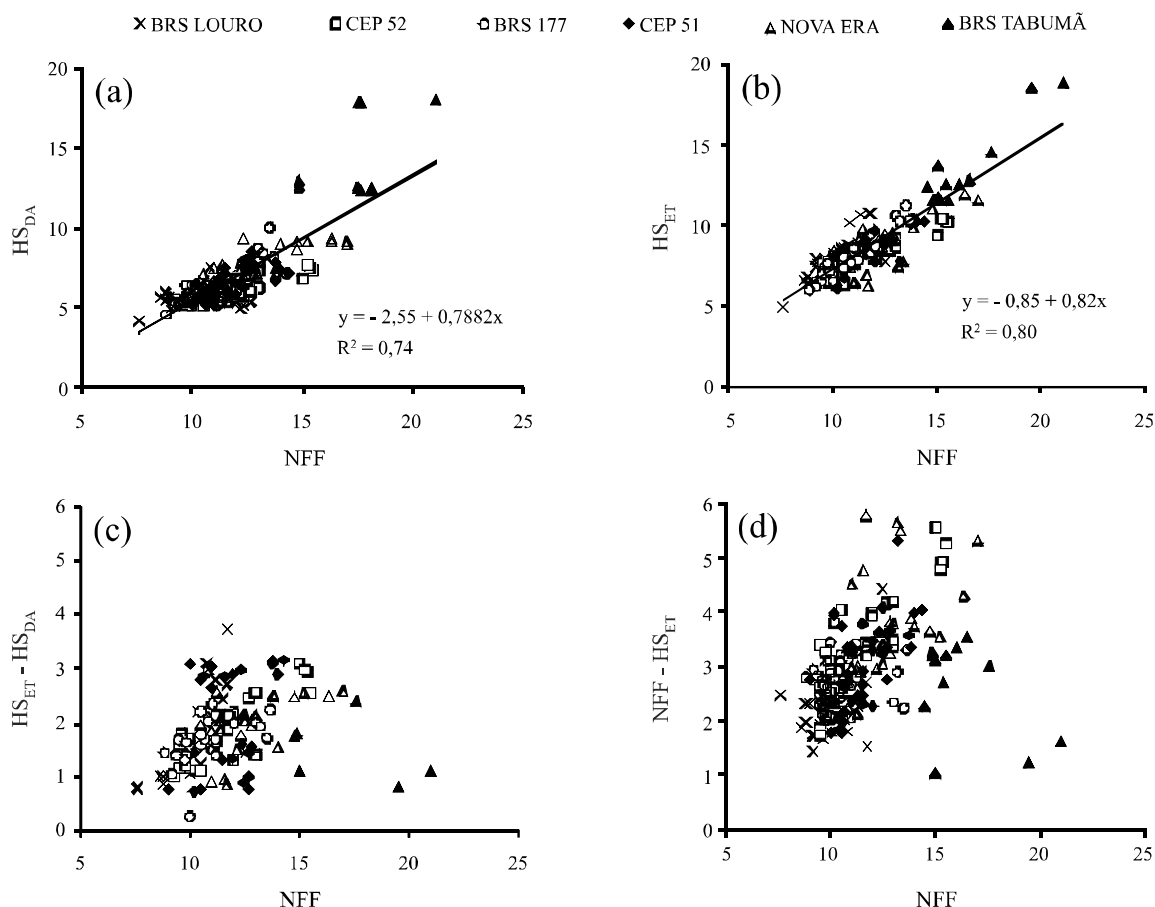 BRS LOURO CEP 52 BRS 177 CEP 51 NOVA ERA BRS TABUMÃ
(a)
20
15
10
5
0
HS_DA
y = - 2,55 + 0,7882x
R² = 0,74
5 10 15 20 25
NFF
(b)
20
15
10
5
0
HS_ET
y = - 0,85 + 0,82x
R² = 0,80
5 10 15 20 25
NFF
(c)
6
5
4
3
2
1
0
HS_ET - HS_DA
5 10 15 20 25
NFF
(d)
6
5
4
3
2
1
0
NFF - HS_ET
5 10 15 20 25
NFF